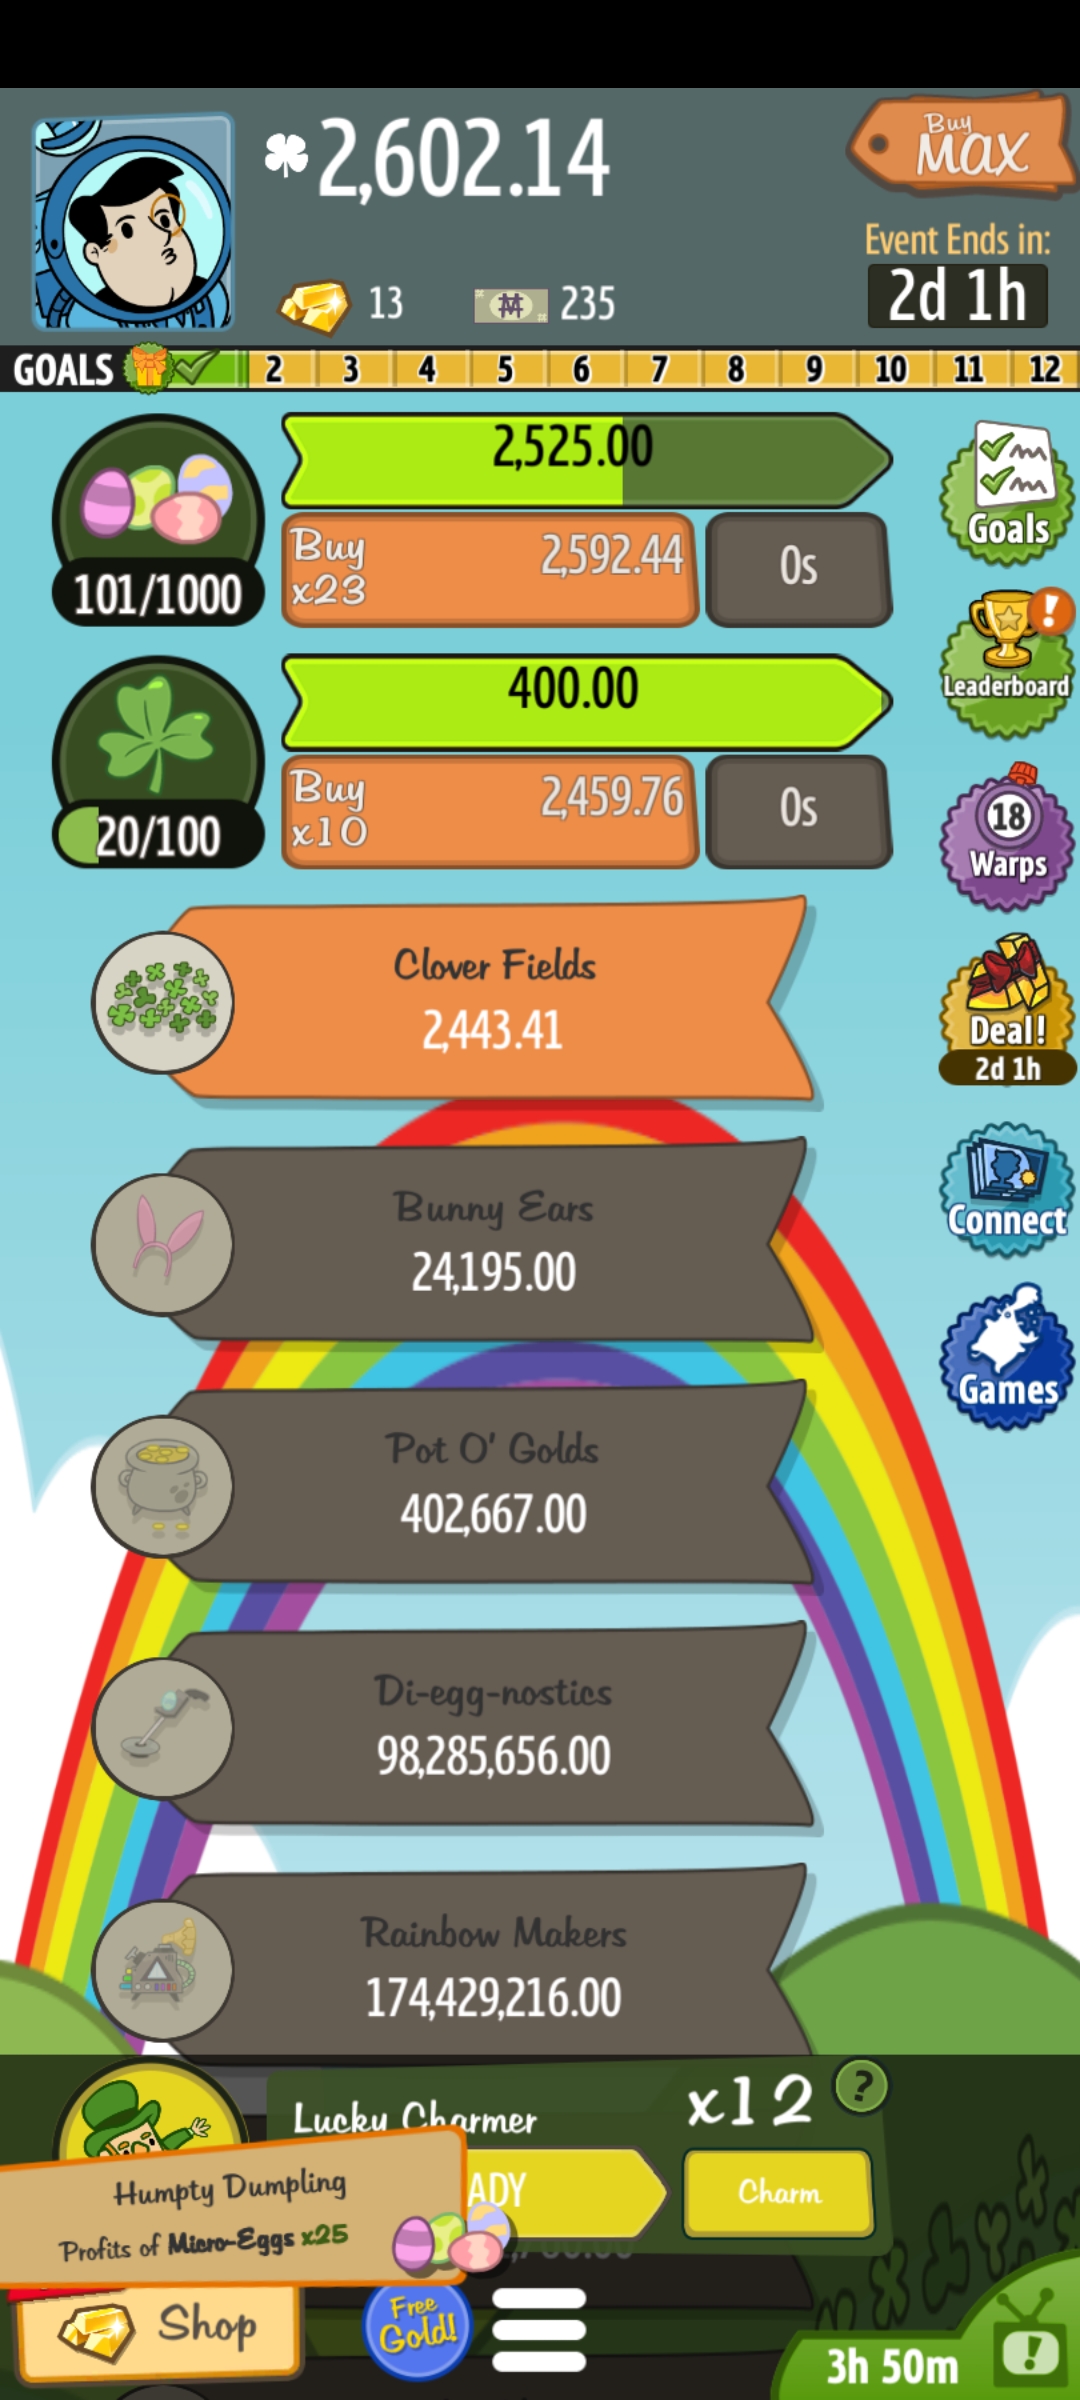 2,602.14
Buy
MAX
13
235
Event Ends in:
2d 1h
GOALS 2 3 4 5 6 7 8 9 10 11 12
2,525.00
Buy
x23
2,592.44
0s
101/1000
Goals
400.00
Buy
x10
2,459.76
0s
20/100
Leaderboard
18
Warps
Clover Fields
2,443.41
Deal!
2d 1h
Bunny Ears
24,195.00
Connect
Pot O' Golds
402,667.00
Games
Di-egg-nostics
98,285,656.00
Rainbow Makers
174,429,216.00
Lucky Charmer
x12
?
Charm
Humpty Dumpling
Profits of Micro-Eggs x25
Shop
Free
Gold!
3h 50m